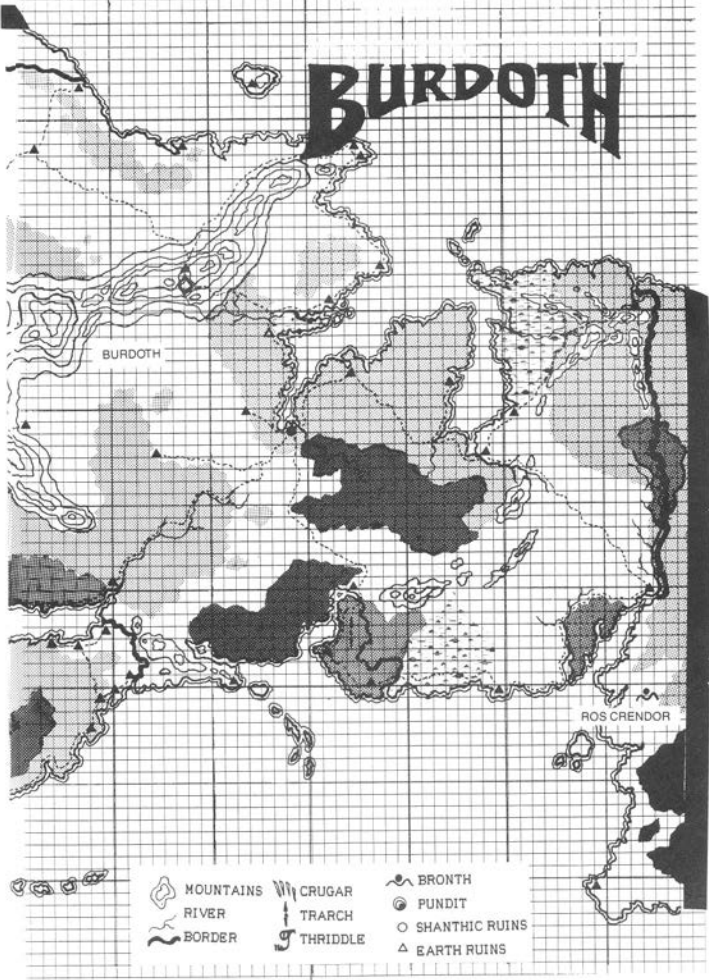 BURDOTH
BURDOTH
ROS CRENDOR
MOUNTAINS
RIVER
BORDER
CRUGAR
TRARCH
THRIDDLE
BRONTH
PUNDIT
SHANTHIC RUINS
EARTH RUINS